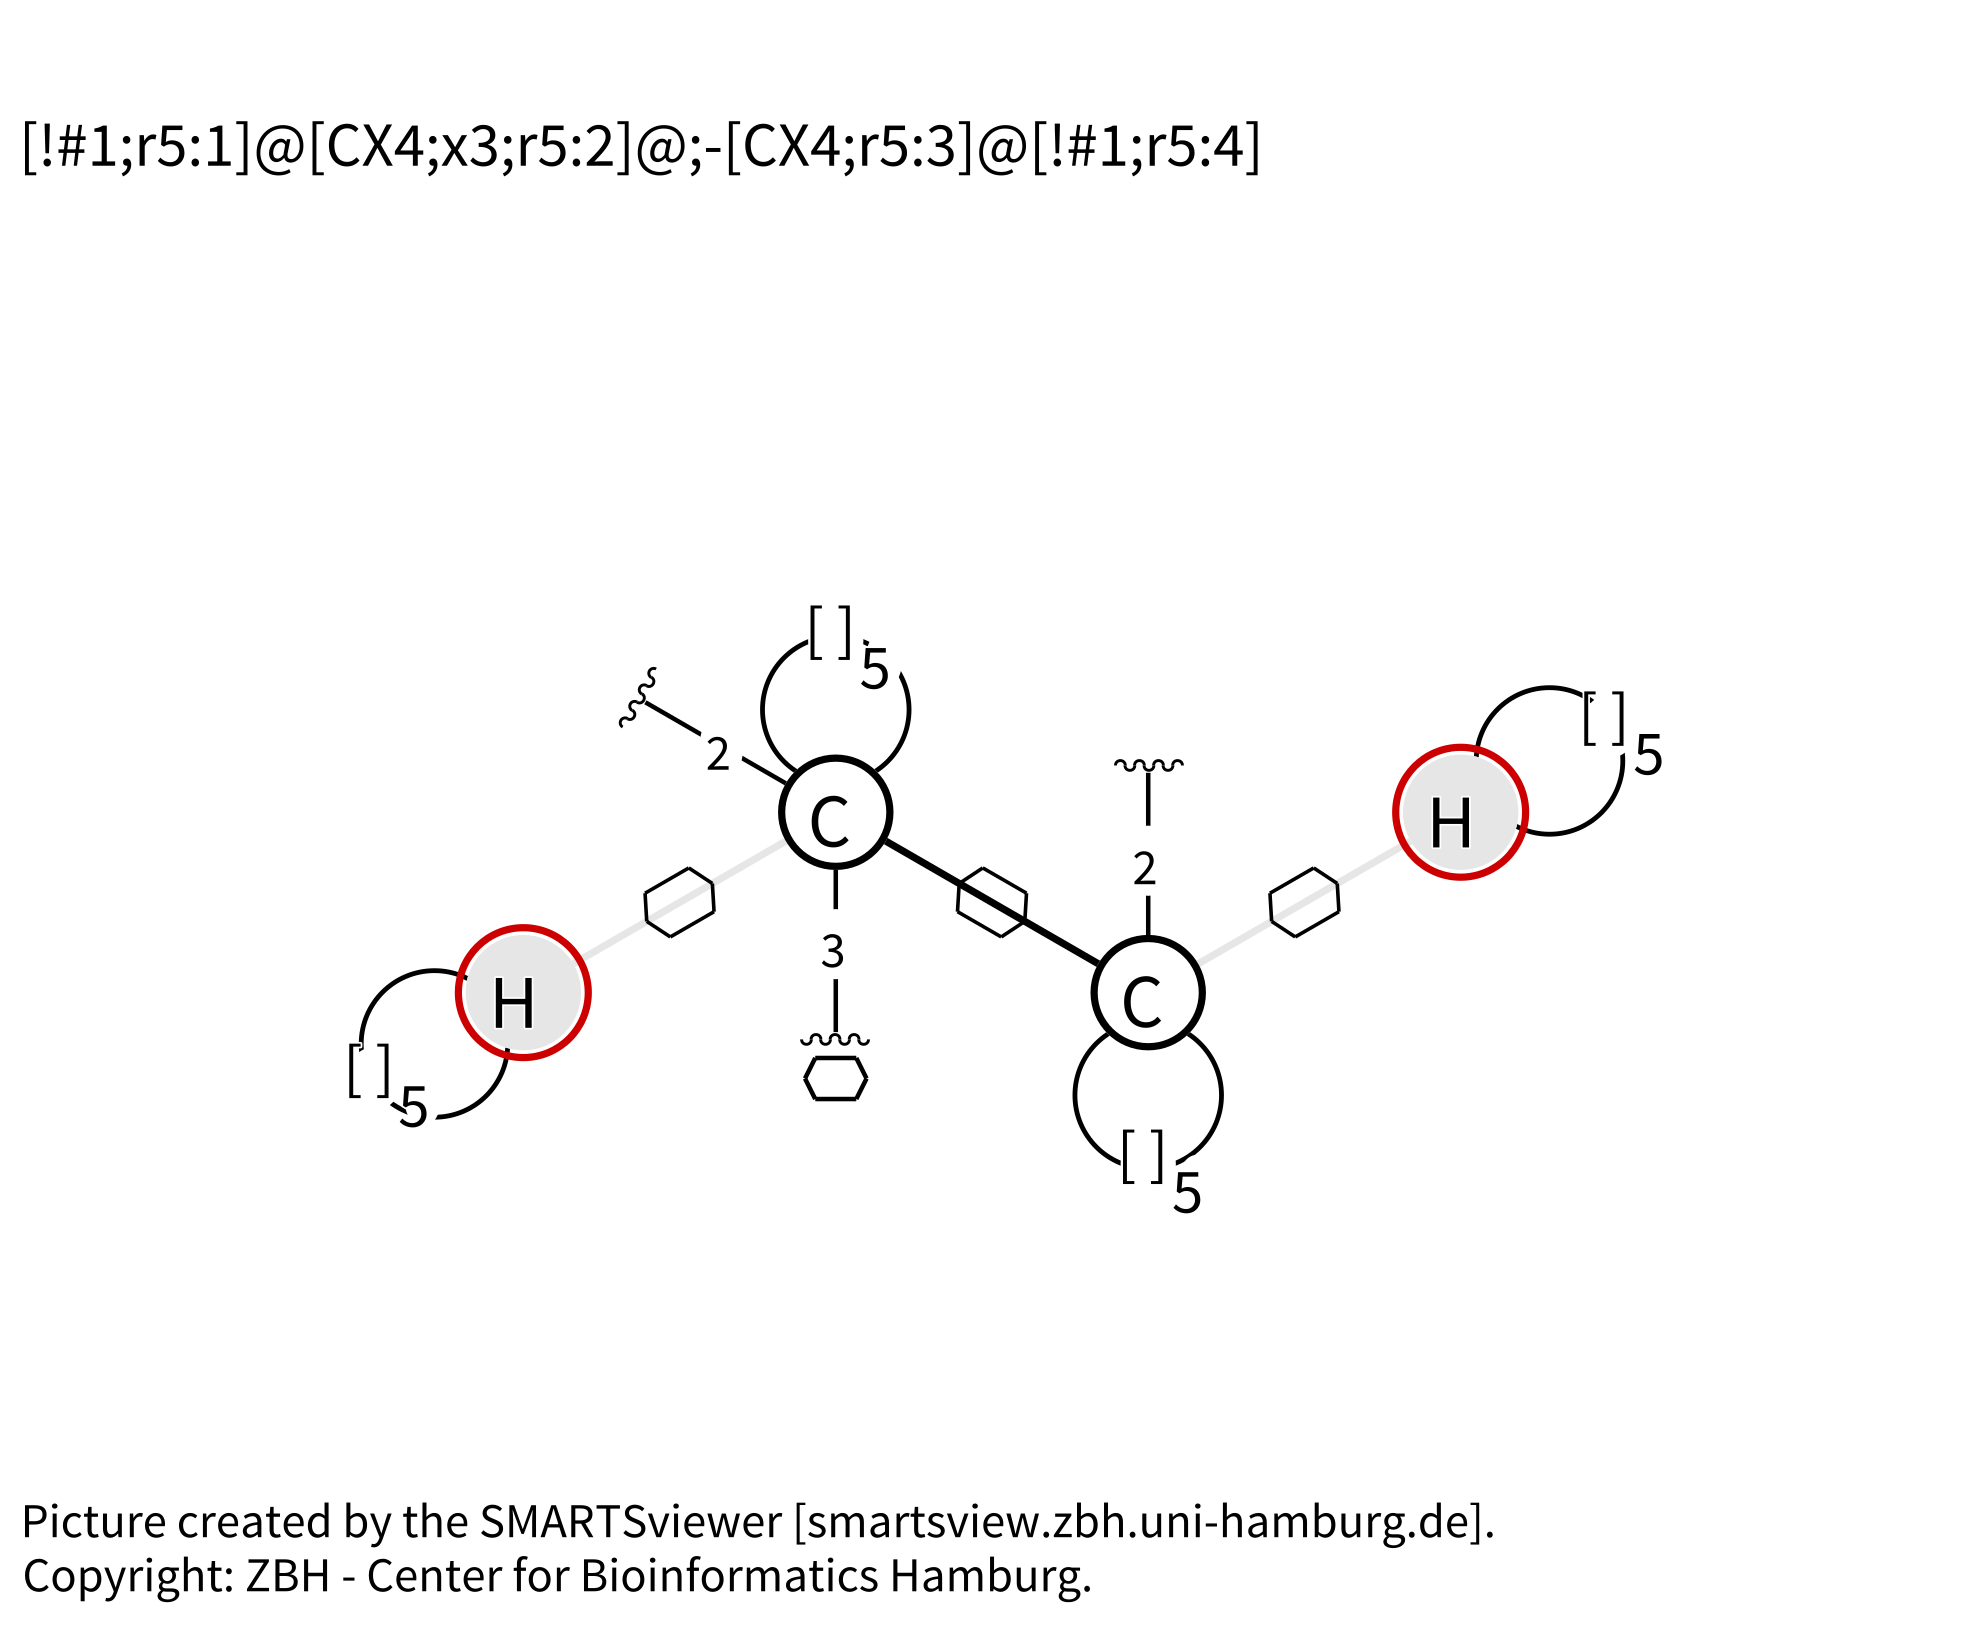 [!#1;r5:1]@[CX4;x3;r5:2]@;-[CX4;r5:3]@[!#1;r5:4]
[ ]5
[ ]5
2
C
2
H
3
C
H
[ ]5
[ ]5
Picture created by the SMARTSviewer [smartsview.zbh.uni-hamburg.de].
Copyright: ZBH - Center for Bioinformatics Hamburg.